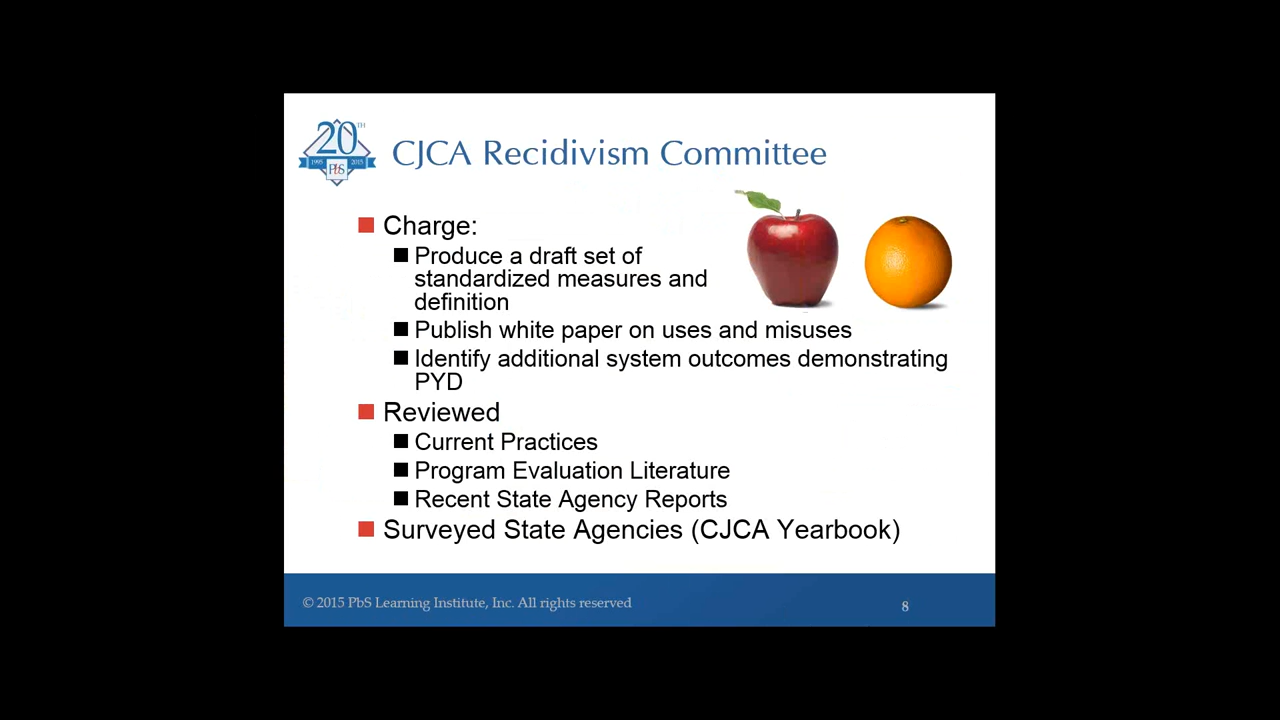 20TH
1995 PbS 2015
CJCA Recidivism Committee
Charge:
Produce a draft set of
standardized measures and
definition
Publish white paper on uses and misuses
Identify additional system outcomes demonstrating
PYD
Reviewed
Current Practices
Program Evaluation Literature
Recent State Agency Reports
Surveyed State Agencies (CJCA Yearbook)
© 2015 PbS Learning Institute, Inc. All rights reserved
8